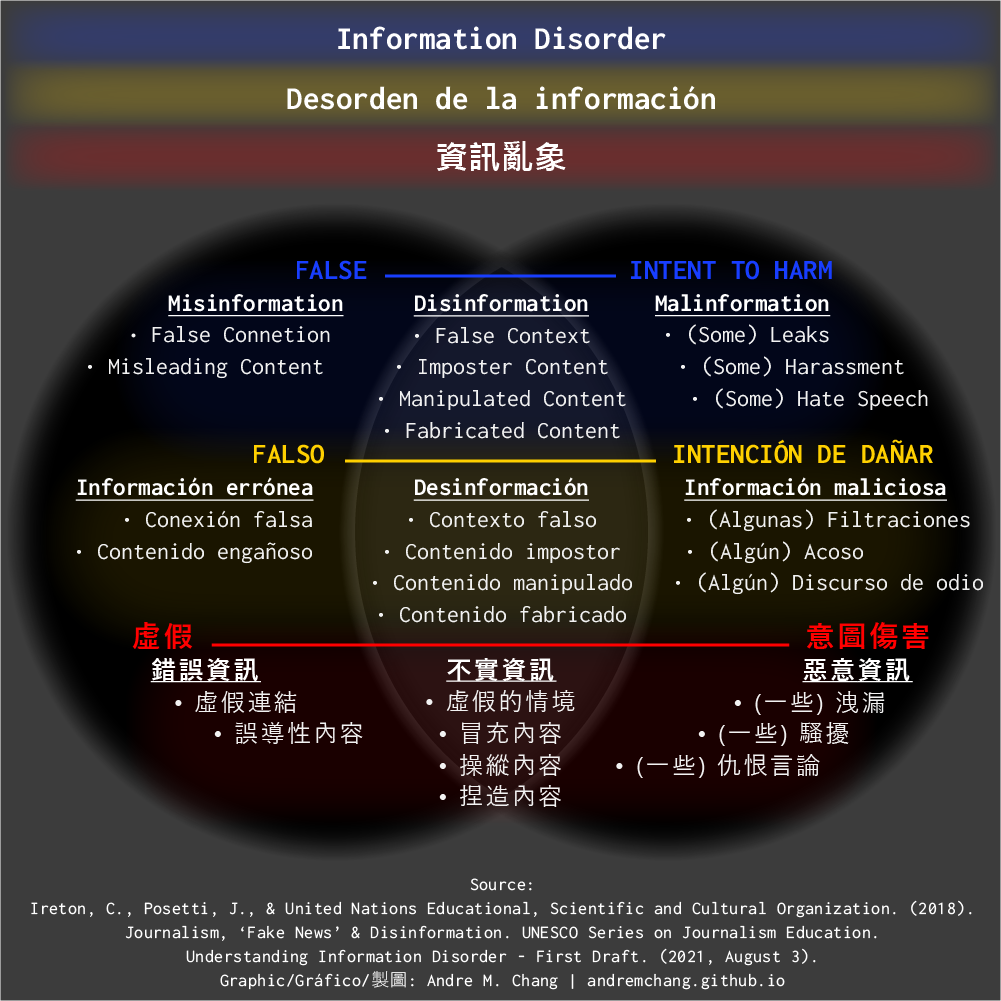 Information Disorder
Desorden de la información
資訊亂象
FALSE INTENT TO HARM
Misinformation Disinformation Malinformation
· False Connetion · False Context · (Some) Leaks
· Misleading Content · Imposter Content · (Some) Harassment
· Manipulated Content · (Some) Hate Speech
· Fabricated Content
FALSO INTENCIÓN DE DAÑAR
Información errónea Desinformación Información maliciosa
· Conexión falsa · Contexto falso · (Algunas) Filtraciones
· Contenido engañoso · Contenido impostor · (Algún) Acoso
· Contenido manipulado · (Algún) Discurso de odio
· Contenido fabricado
虛假 意圖傷害
錯誤資訊 不實資訊 惡意資訊
• 虛假連結 • 虛假的情境 • (一些) 洩漏
• 誤導性內容 • 冒充內容 • (一些) 騷擾
• 操縱內容 • (一些) 仇恨言論
• 捏造內容
Source:
Ireton, C., Posetti, J., & United Nations Educational, Scientific and Cultural Organization. (2018).
Journalism, ‘Fake News’ & Disinformation. UNESCO Series on Journalism Education.
Understanding Information Disorder - First Draft. (2021, August 3).
Graphic/Gráfico/製圖: Andre M. Chang | andremchang.github.io